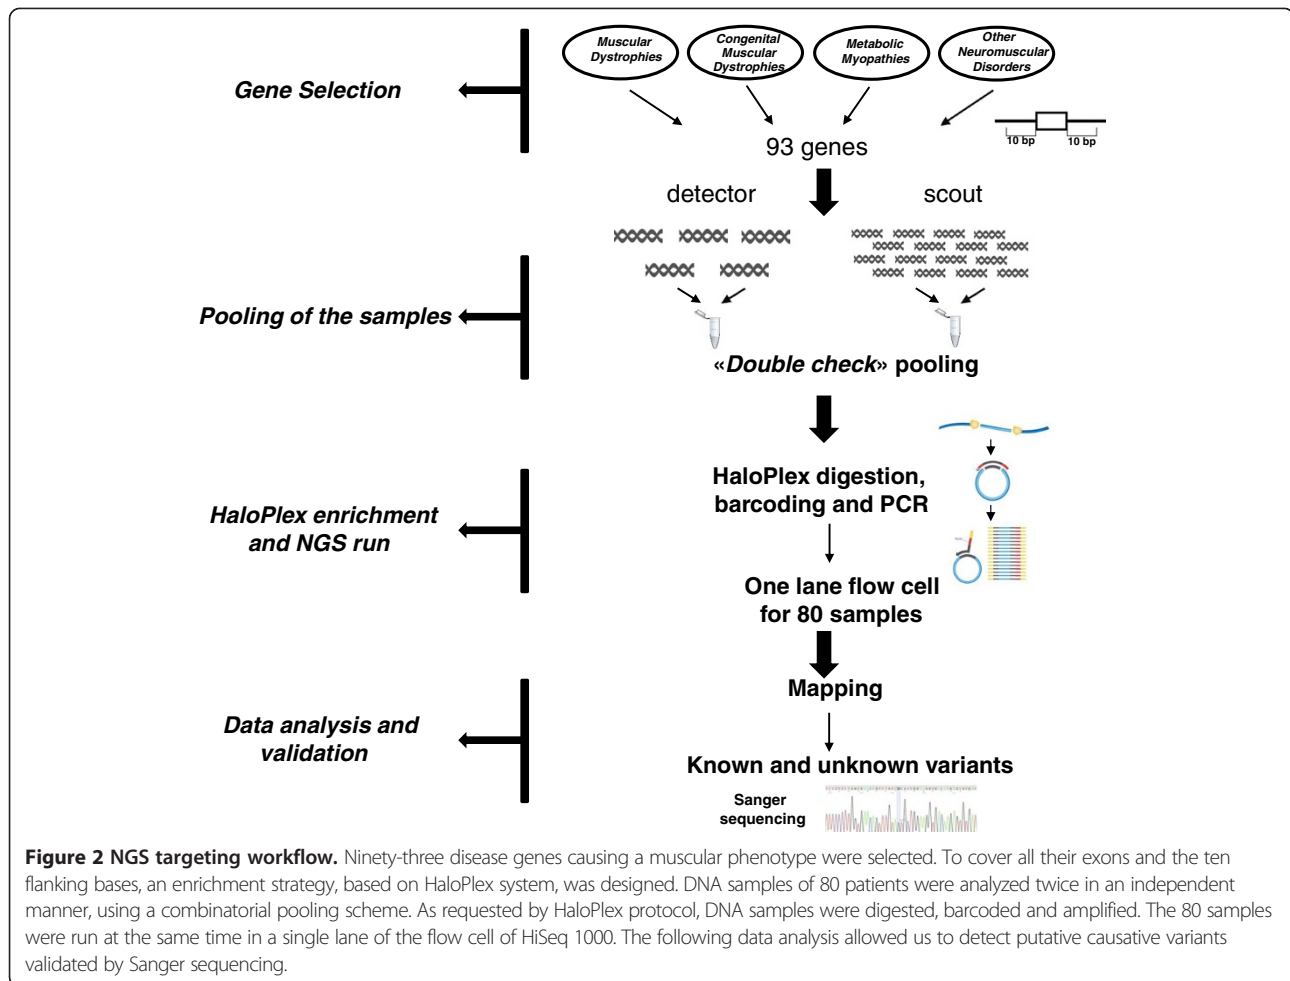 Muscular
Dystrophies
Congenital
Muscular
Dystrophies
Metabolic
Myopathies
Other
Neuromuscular
Disorders
Gene Selection
10 bp
10 bp
93 genes
detector
scout
Pooling of the samples
«Double check» pooling
HaloPlex digestion,
barcoding and PCR
HaloPlex enrichment
and NGS run
One lane flow cell
for 80 samples
Mapping
Data analysis and
validation
Known and unknown variants
Sanger
sequencing
Figure 2 NGS targeting workflow. Ninety-three disease genes causing a muscular phenotype were selected. To cover all their exons and the ten
flanking bases, an enrichment strategy, based on HaloPlex system, was designed. DNA samples of 80 patients were analyzed twice in an independent
manner, using a combinatorial pooling scheme. As requested by HaloPlex protocol, DNA samples were digested, barcoded and amplified. The 80 samples
were run at the same time in a single lane of the flow cell of HiSeq 1000. The following data analysis allowed us to detect putative causative variants
validated by Sanger sequencing.